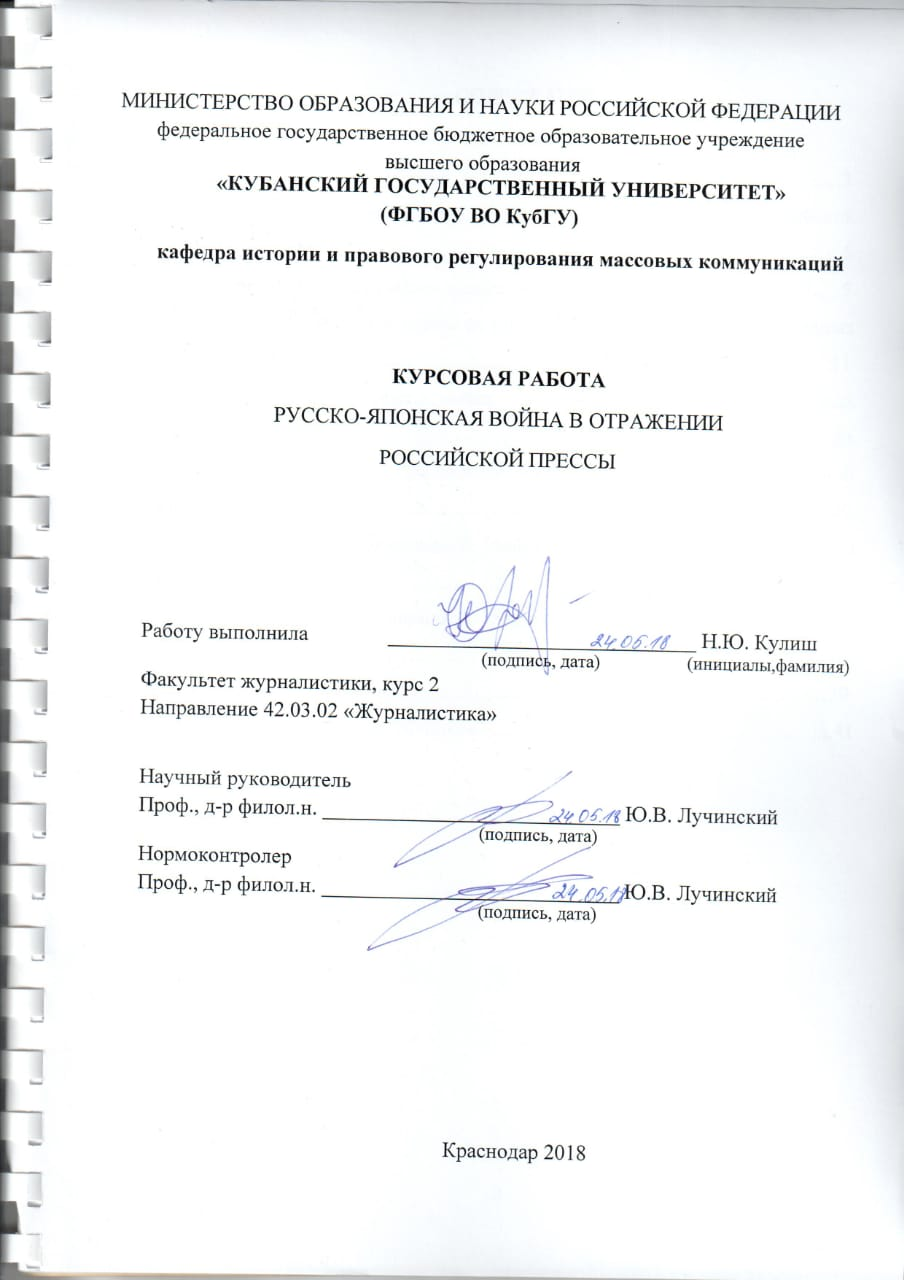 МИНИСТЕРСТВО ОБРАЗОВАНИЯ И НАУКИ РОССИЙСКОЙ ФЕДЕРАЦИИ
федеральное государственное бюджетное образовательное учреждение
высшего образования
«КУБАНСКИЙ ГОСУДАРСТВЕННЫЙ УНИВЕРСИТЕТ»
(ФГБОУ ВО КубГУ)
кафедра истории и правового регулирования массовых коммуникаций
КУРСОВАЯ РАБОТА
РУССКО-ЯПОНСКАЯ ВОЙНА В ОТРАЖЕНИИ
РОССИЙСКОЙ ПРЕССЫ
Работу выполнила 24.05.18 Н.Ю. Кулиш
(подпись, дата) (инициалы,фамилия)
Факультет журналистики, курс 2
Направление 42.03.02 «Журналистика»
Научный руководитель
Проф., д-р филол.н. 24.05.18 Ю.В. Лучинский
(подпись, дата)
Нормоконтролер
Проф., д-р филол.н. 24.05.18 Ю.В. Лучинский
(подпись, дата)
Краснодар 2018